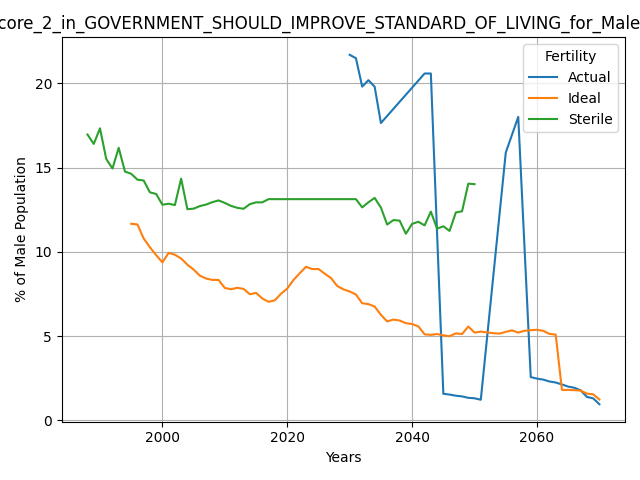 core_2_in_GOVERNMENT_SHOULD_IMPROVE_STANDARD_OF_LIVING_for_Male
Fertility
Actual
Ideal
Sterile
% of Male Population
20
15
10
5
0
2000
2020
2040
2060
Years